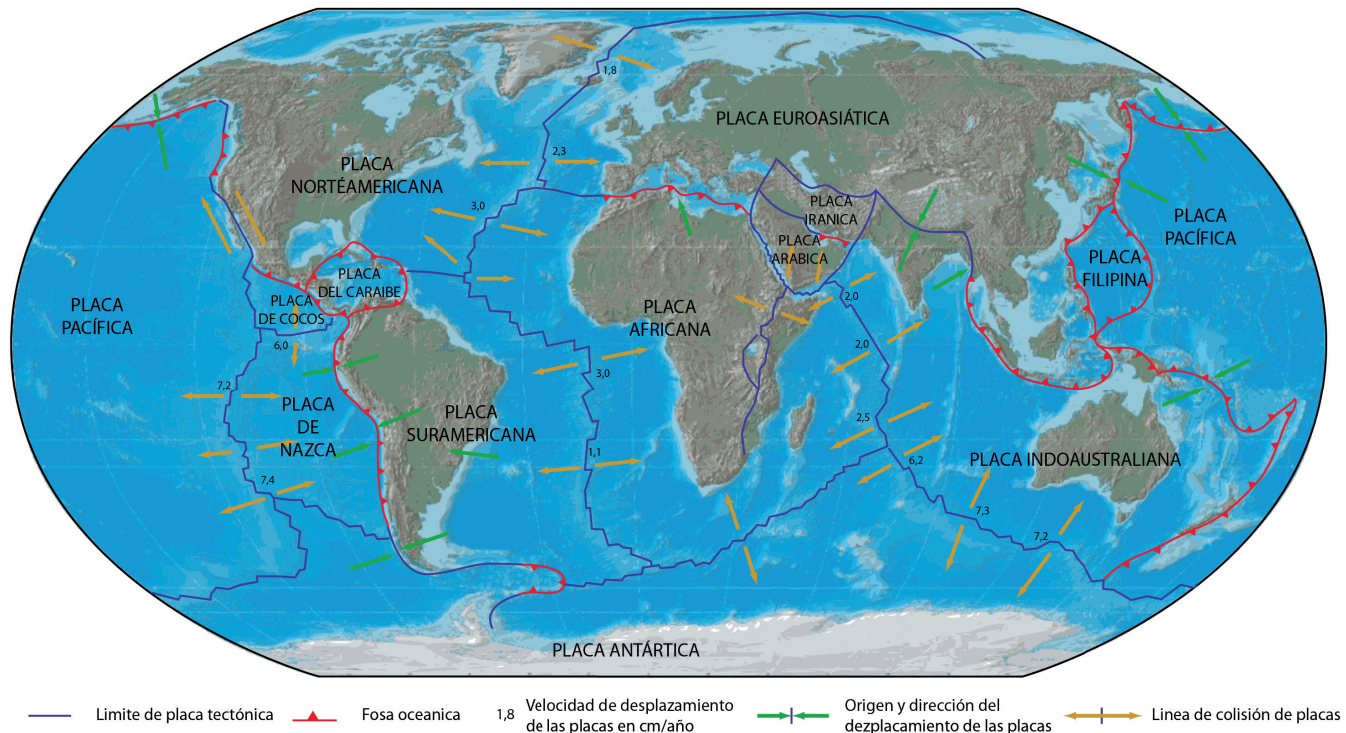 1,8
PLACA EUROASIÁTICA
2,3
PLACA
NORTÉAMERICANA
3,0
PLACA
IRANICA
PLACA
ARABICA
PLACA
PACÍFICA
PLACA
FILIPINA
PLACA
DEL CARAIBE
PLACA
DE COCOS
PLACA
PACÍFICA
PLACA
AFRICANA
2,0
2,0
6,0
3,0
7,2
PLACA
DE
NAZCA
PLACA
SURAMERICANA
2,5
1,1
6,2
PLACA INDOAUSTRALIANA
7,4
7,3
7,2
PLACA ANTÁRTICA
Limite de placa tectónica
Fosa oceanica
1,8
Velocidad de desplazamiento
de las placas en cm/año
Origen y dirección del
dezplacamiento de las placas
Linea de colisión de placas